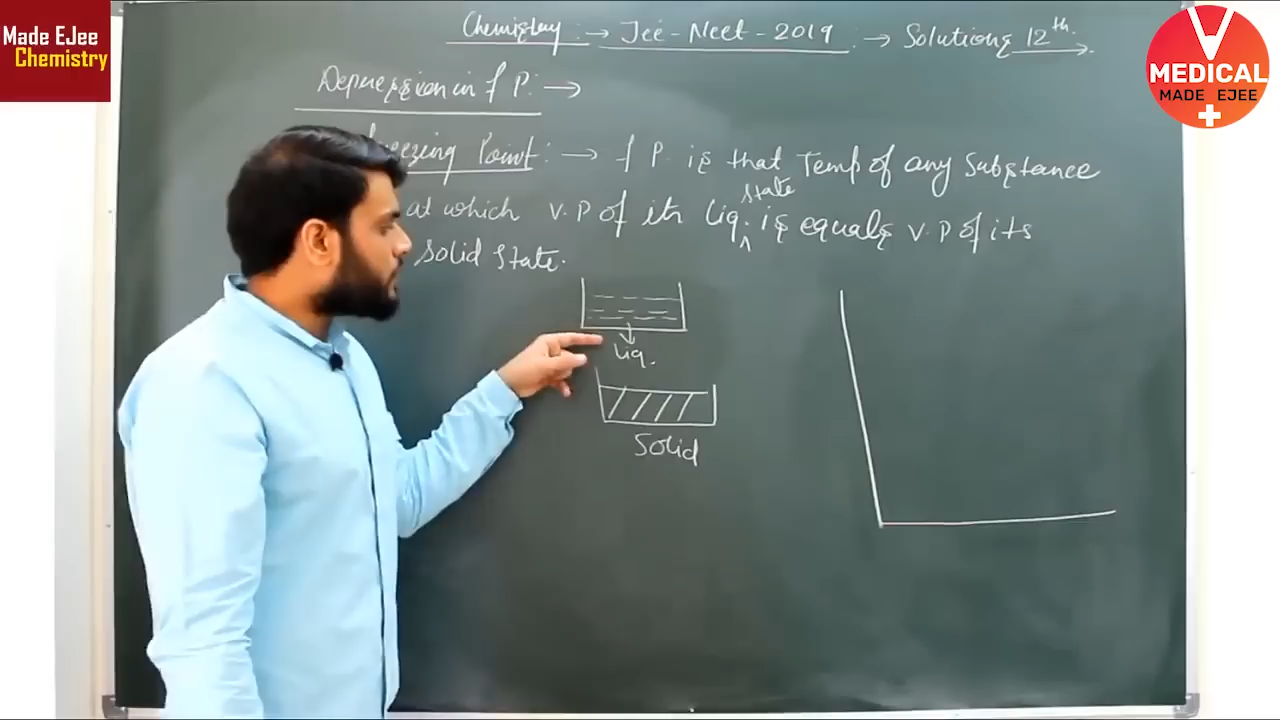 Made EJee
Chemistry
Chemistry :→ Jee-Neet-2019 :→ Solutions 12th
V
MEDICAL
MADE EJEE
Depression in f P: →
freezing Point: → f P. is that Temp of any Substance
at which V.P of its Liq. state is equals V.P of its
solid state.
Liq.
Solid